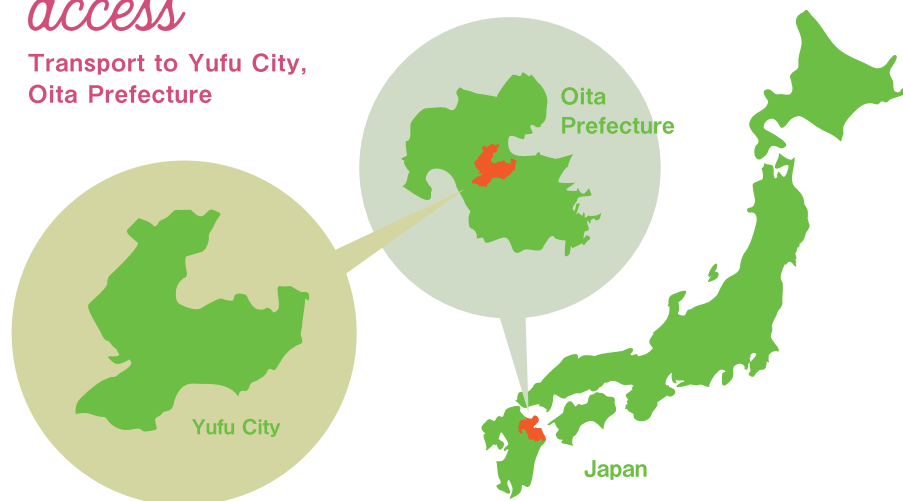 access
Transport to Yufu City,
Oita Prefecture
Oita
Prefecture
Yufu City
Japan